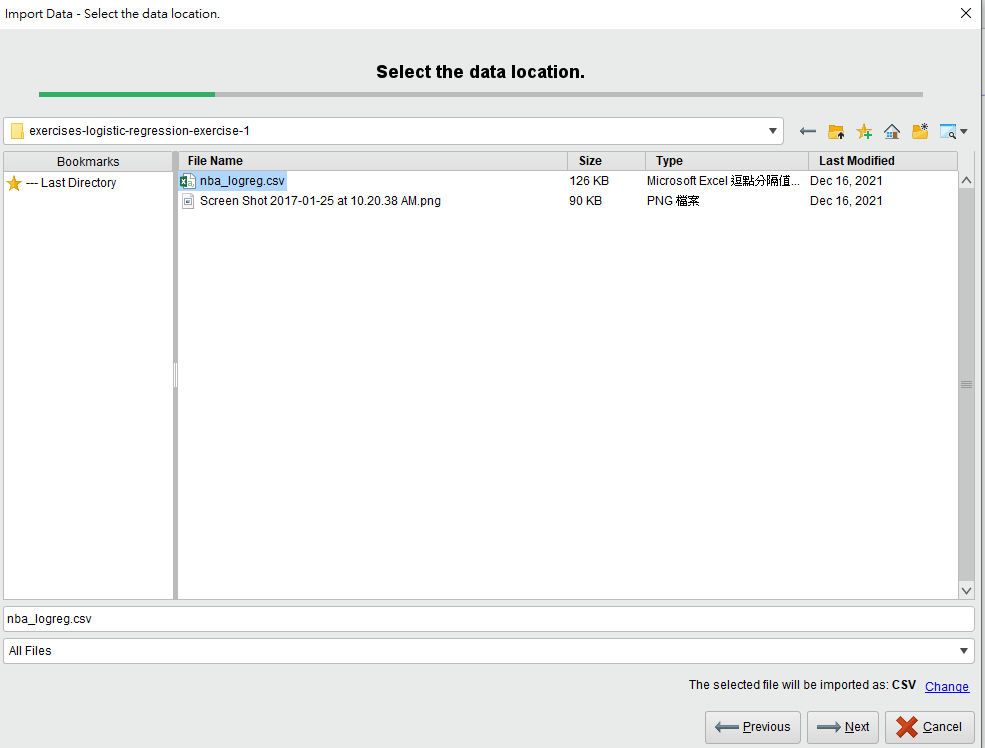 Import Data - Select the data location.
Select the data location.
exercises-logistic-regression-exercise-1
Bookmarks
File Name Size Type Last Modified
--- Last Directory
nba_logreg.csv 126 KB Microsoft Excel 逗點分隔值... Dec 16, 2021
Screen Shot 2017-01-25 at 10.20.38 AM.png 90 KB PNG 檔案 Dec 16, 2021
nba_logreg.csv
All Files
The selected file will be imported as: CSV Change
Previous Next Cancel